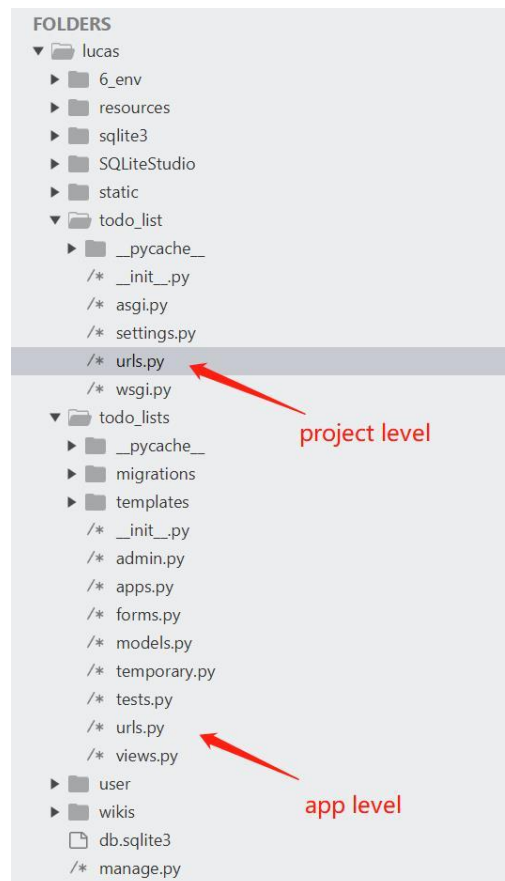 FOLDERS
lucas
6_env
resources
sqlite3
SQLiteStudio
static
todo_list
__pycache__
/* __init__.py
/* asgi.py
/* settings.py
/* urls.py
/* wsgi.py
project level
todo_lists
__pycache__
migrations
templates
/* __init__.py
/* admin.py
/* apps.py
/* forms.py
/* models.py
/* temporary.py
/* tests.py
/* urls.py
/* views.py
user
app level
wikis
db.sqlite3
/* manage.py